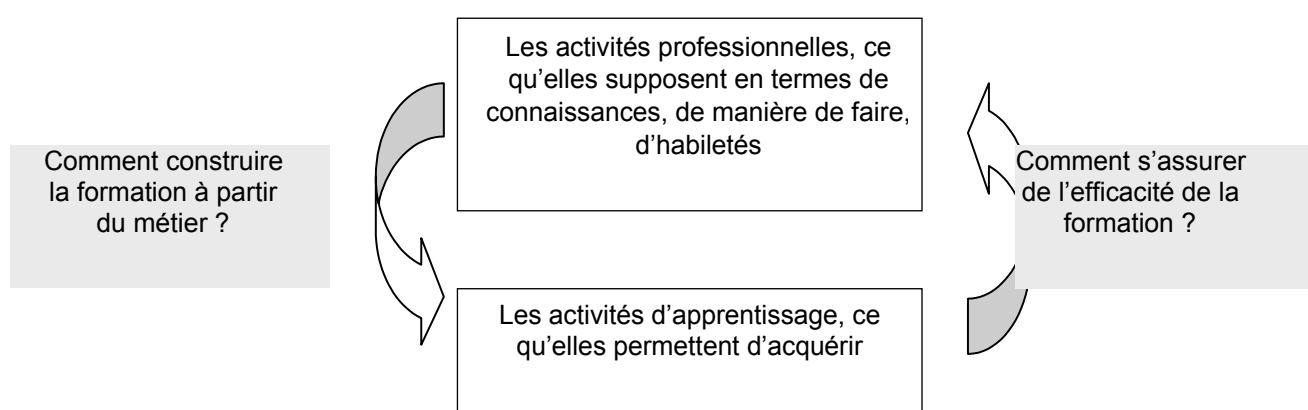 Les activités professionnelles, ce
qu’elles supposent en termes de
connaissances, de manière de faire,
d’habiletés
Comment construire
la formation à partir
du métier ?
Comment s’assurer
de l’efficacité de la
formation ?
Les activités d’apprentissage, ce
qu’elles permettent d’acquérir